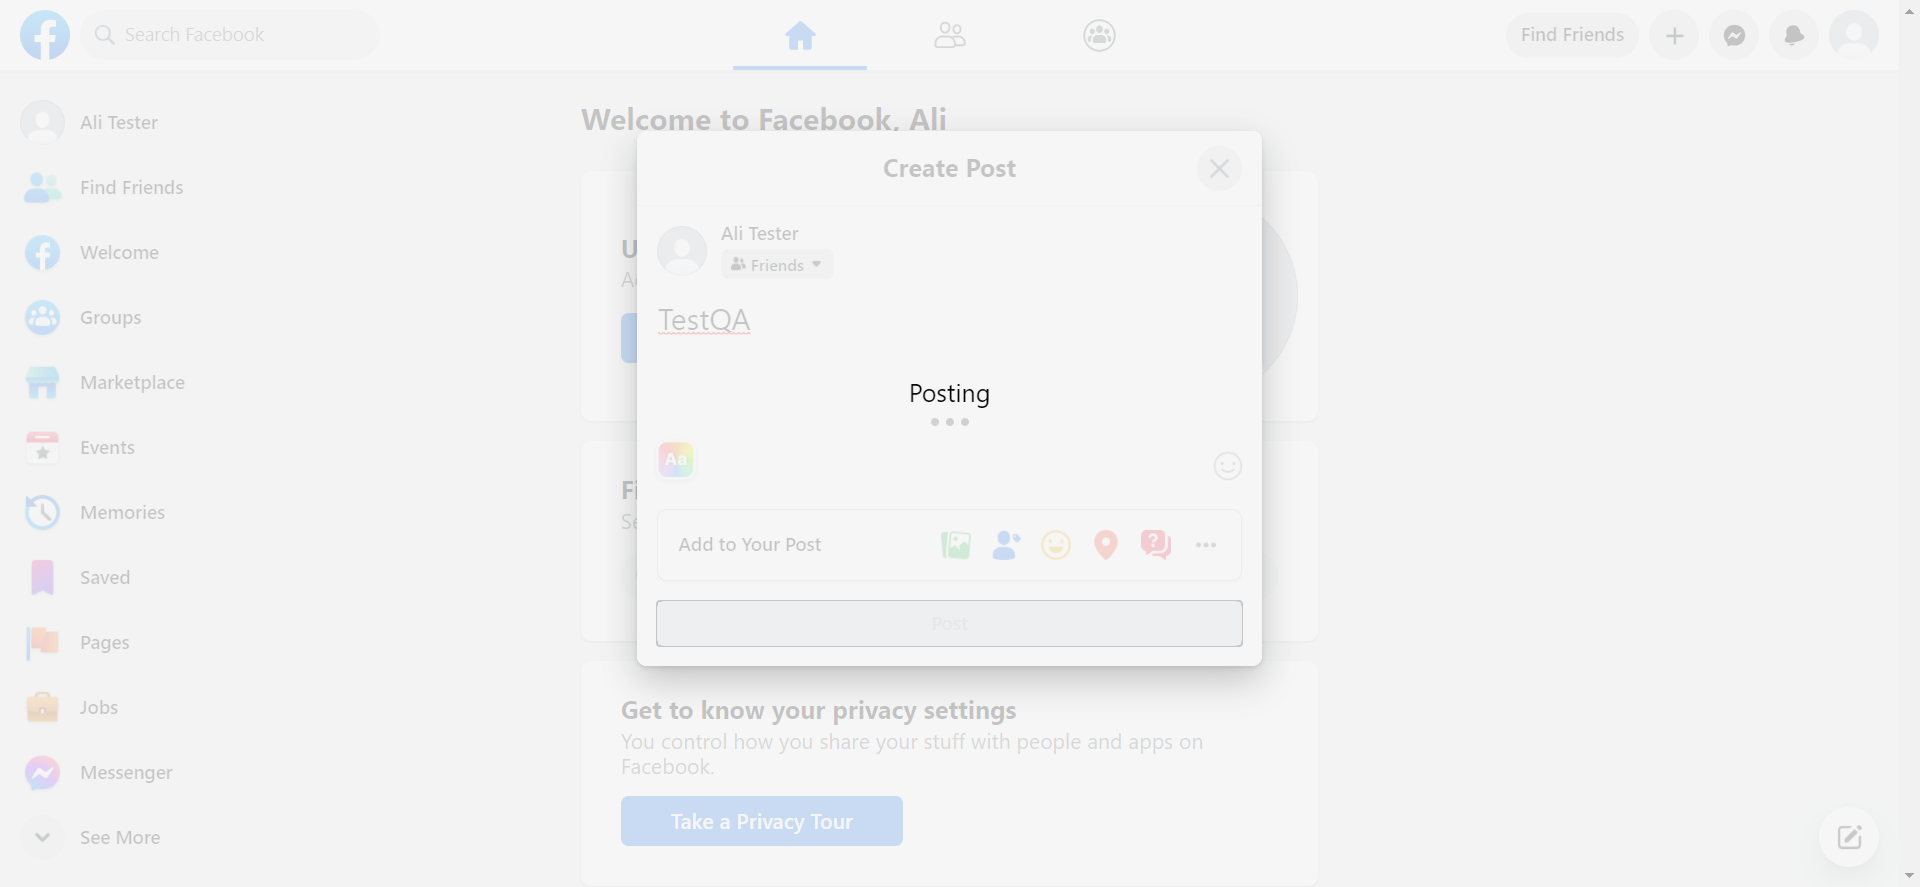 Search Facebook
Find Friends
Ali Tester
Find Friends
Welcome
Groups
Marketplace
Events
Memories
Saved
Pages
Jobs
Messenger
See More
Welcome to Facebook, Ali
Create Post
Ali Tester
Friends
TestQA
Posting
Aa
Add to Your Post
Post
Get to know your privacy settings
You control how you share your stuff with people and apps on
Facebook.
Take a Privacy Tour